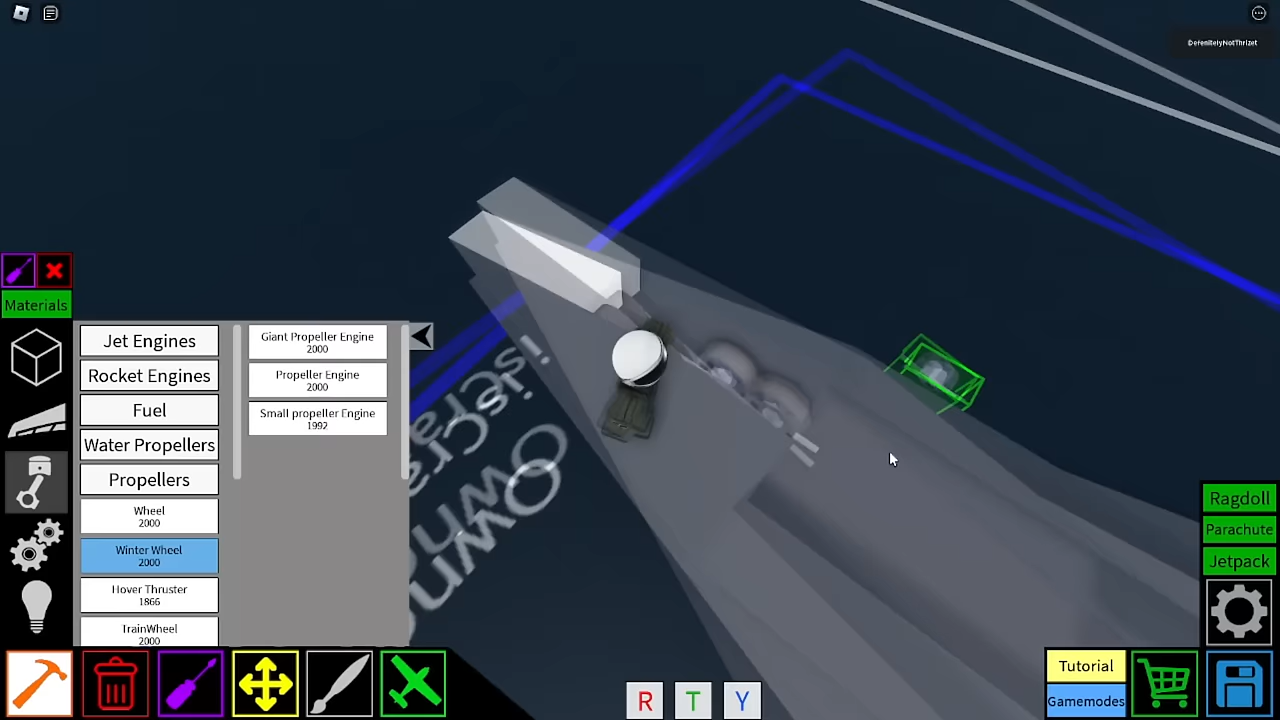 DefenitelyNotThrizet
Materials
Jet Engines
Rocket Engines
Fuel
Water Propellers
Propellers
Wheel
2000
Winter Wheel
2000
Hover Thruster
1866
TrainWheel
2000
Giant Propeller Engine
2000
Propeller Engine
2000
Small propeller Engine
1992
Ragdoll
Parachute
Jetpack
Tutorial
Gamemodes
R T Y